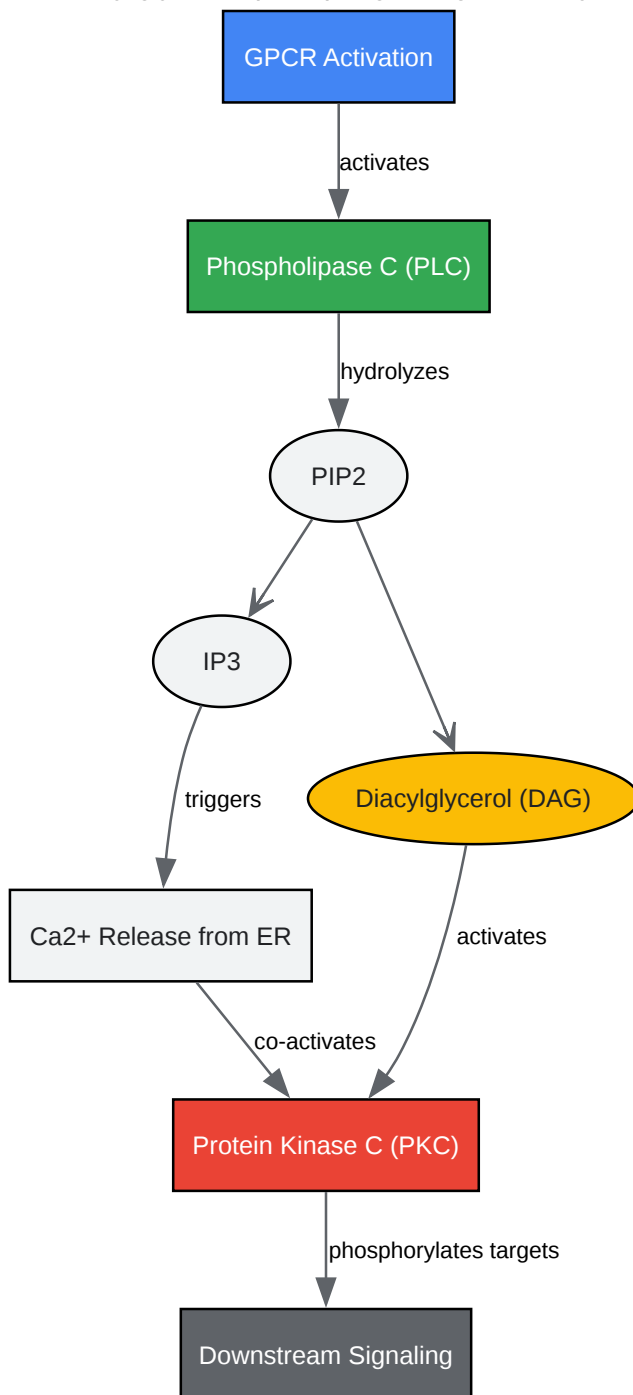 GPCR Activation
activates
Phospholipase C (PLC)
hydrolyzes
PIP2
IP3
triggers
Diacylglycerol (DAG)
Ca2+ Release from ER
activates
co-activates
Protein Kinase C (PKC)
phosphorylates targets
Downstream Signaling